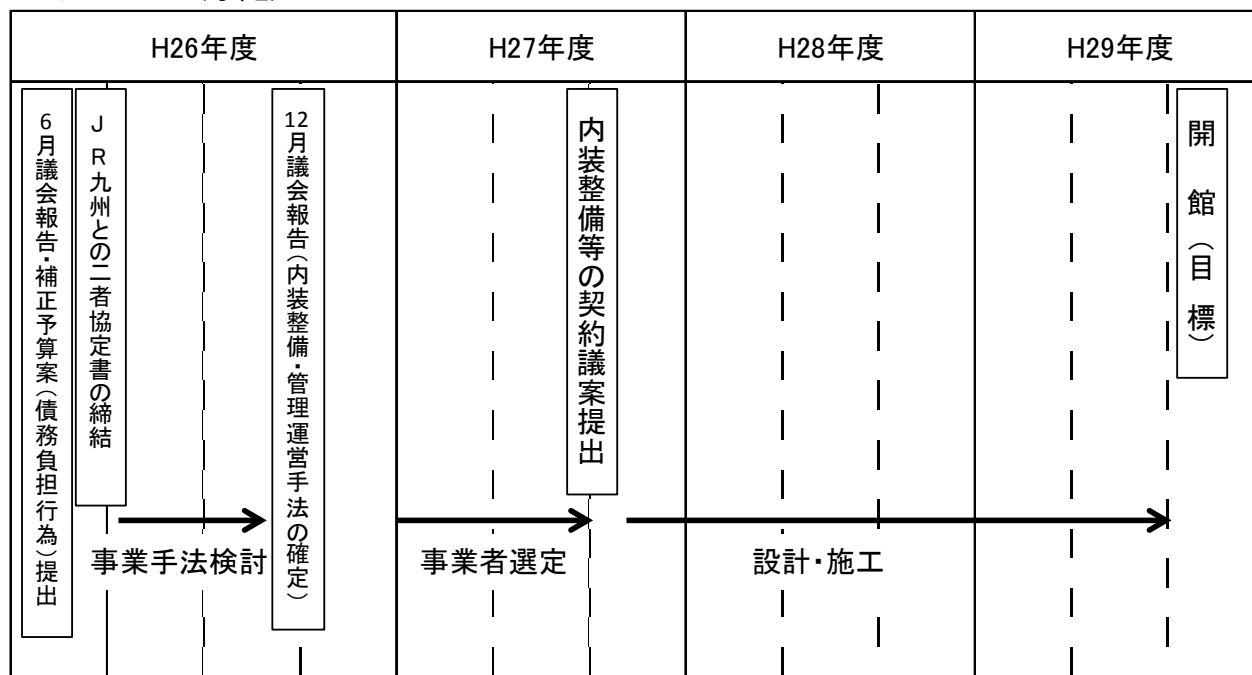 H26年度
H27年度
H28年度
H29年度
6月議会報告・補正予算案(債務負担行為)提出
JR九州との二者協定書の締結
12月議会報告(内装整備・管理運営手法の確定)
内装整備等の契約議案提出
開館(目標)
事業手法検討
事業者選定
設計・施工